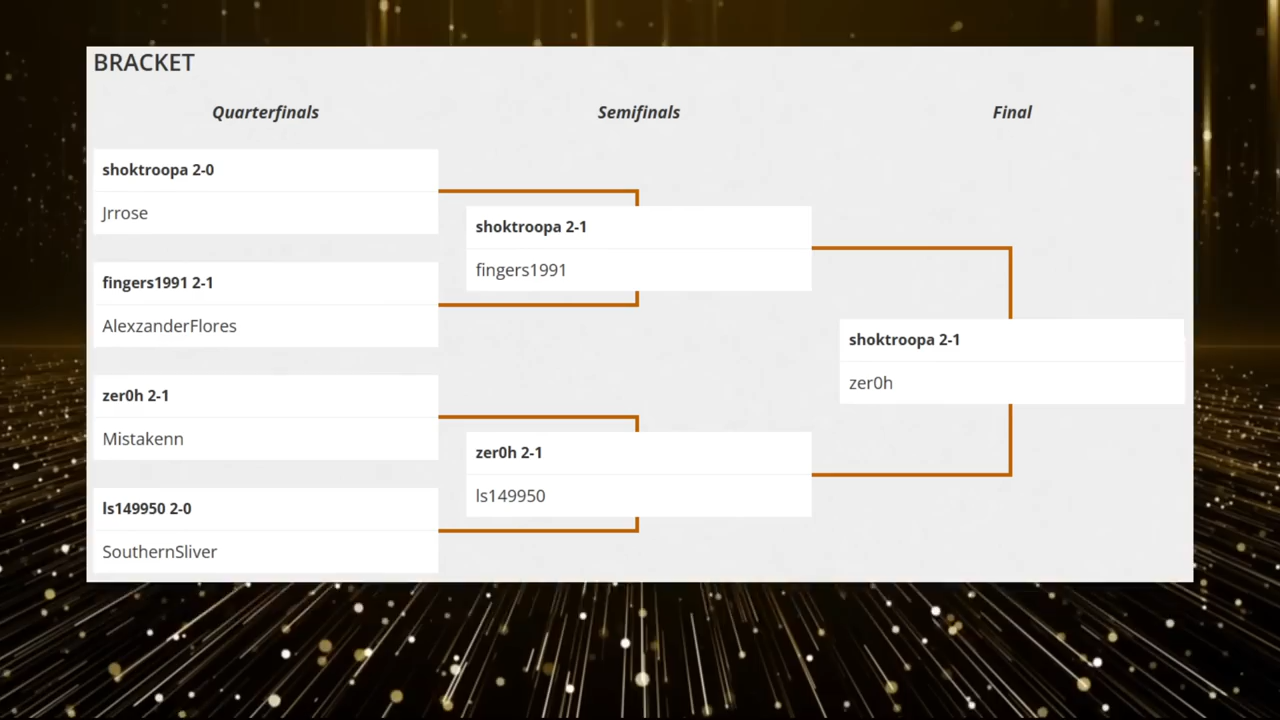 BRACKET
Quarterfinals
Semifinals
Final
shoktroopa 2-0
Jrrose
fingers1991 2-1
AlexzanderFlores
zer0h 2-1
Mistakenn
ls149950 2-0
SouthernSliver
shoktroopa 2-1
fingers1991
zer0h 2-1
ls149950
shoktroopa 2-1
zer0h